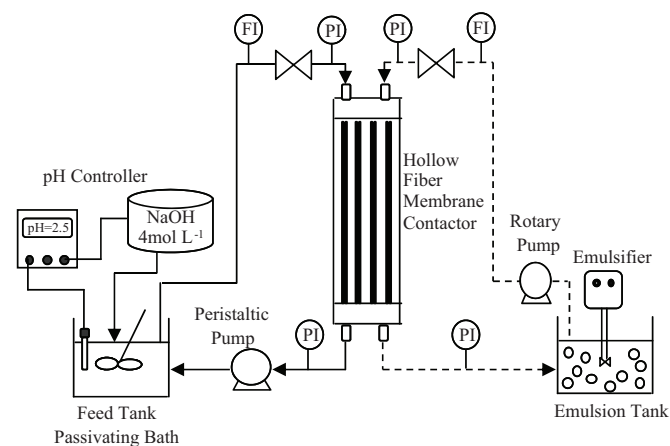 FI
PI
PI
FI
pH Controller
pH=2.5
NaOH
4mol L-1
Hollow
Fiber
Membrane
Contactor
Rotary
Pump
Emulsifier
Peristaltic
Pump
PI
PI
Feed Tank
Passivating Bath
Emulsion Tank